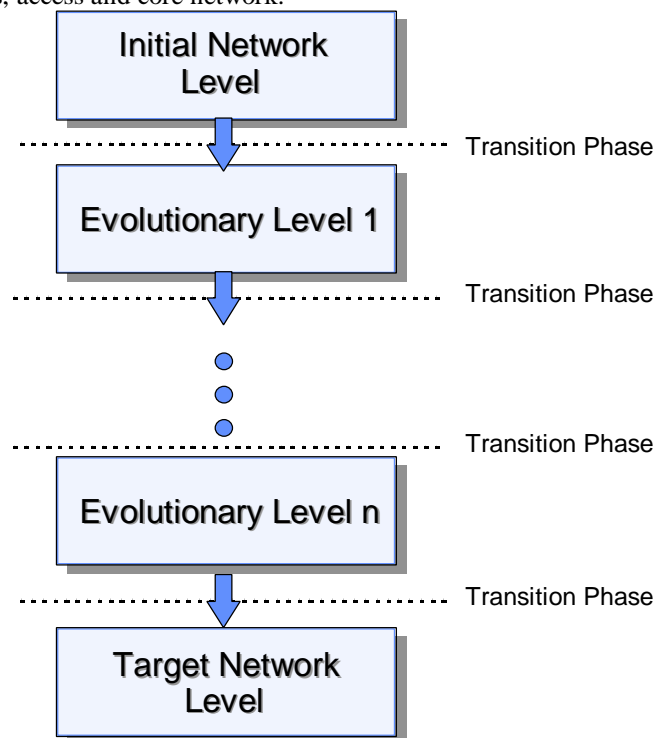 , access and core network.
Initial Network
Level
Transition Phase
Evolutionary Level 1
Transition Phase
Transition Phase
Evolutionary Level n
Transition Phase
Target Network
Level